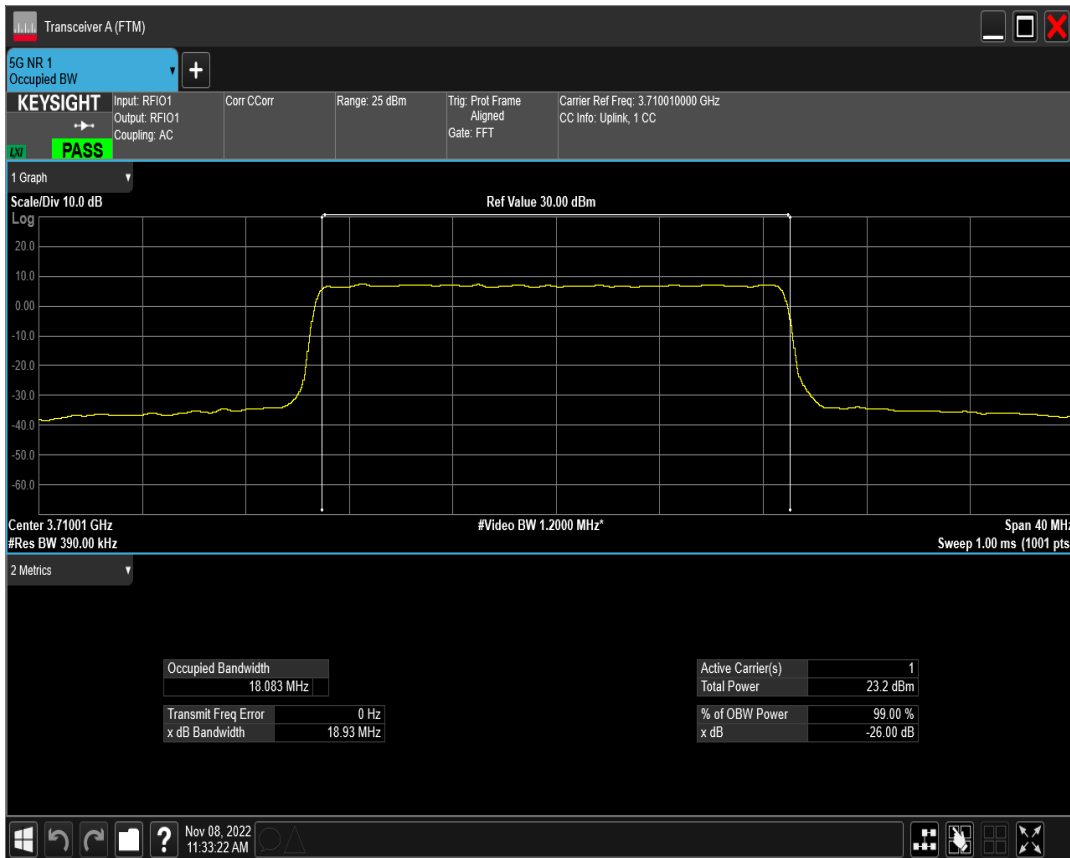 Transceiver A (FTM)
5G NR 1
Occupied BW
+
KEYSIGHT
LXI
PASS
Input: RFIO1
Output: RFIO1
Coupling: AC
Corr CCorr
Range: 25 dBm
Trig: Prot Frame
Aligned
Gate: FFT
Carrier Ref Freq: 3.710010000 GHz
CC Info: Uplink, 1 CC
1 Graph
Scale/Div 10.0 dB
Ref Value 30.00 dBm
Log
20.0
10.0
0.00
-10.0
-20.0
-30.0
-40.0
-50.0
-60.0
Center 3.71001 GHz
#Video BW 1.2000 MHz*
Span 40 MHz
#Res BW 390.00 kHz
Sweep 1.00 ms (1001 pts
2 Metrics
Occupied Bandwidth
18.083 MHz
Transmit Freq Error 0 Hz
x dB Bandwidth 18.93 MHz
Active Carrier(s) 1
Total Power 23.2 dBm
% of OBW Power 99.00 %
x dB -26.00 dB
?
Nov 08, 2022
11:33:22 AM